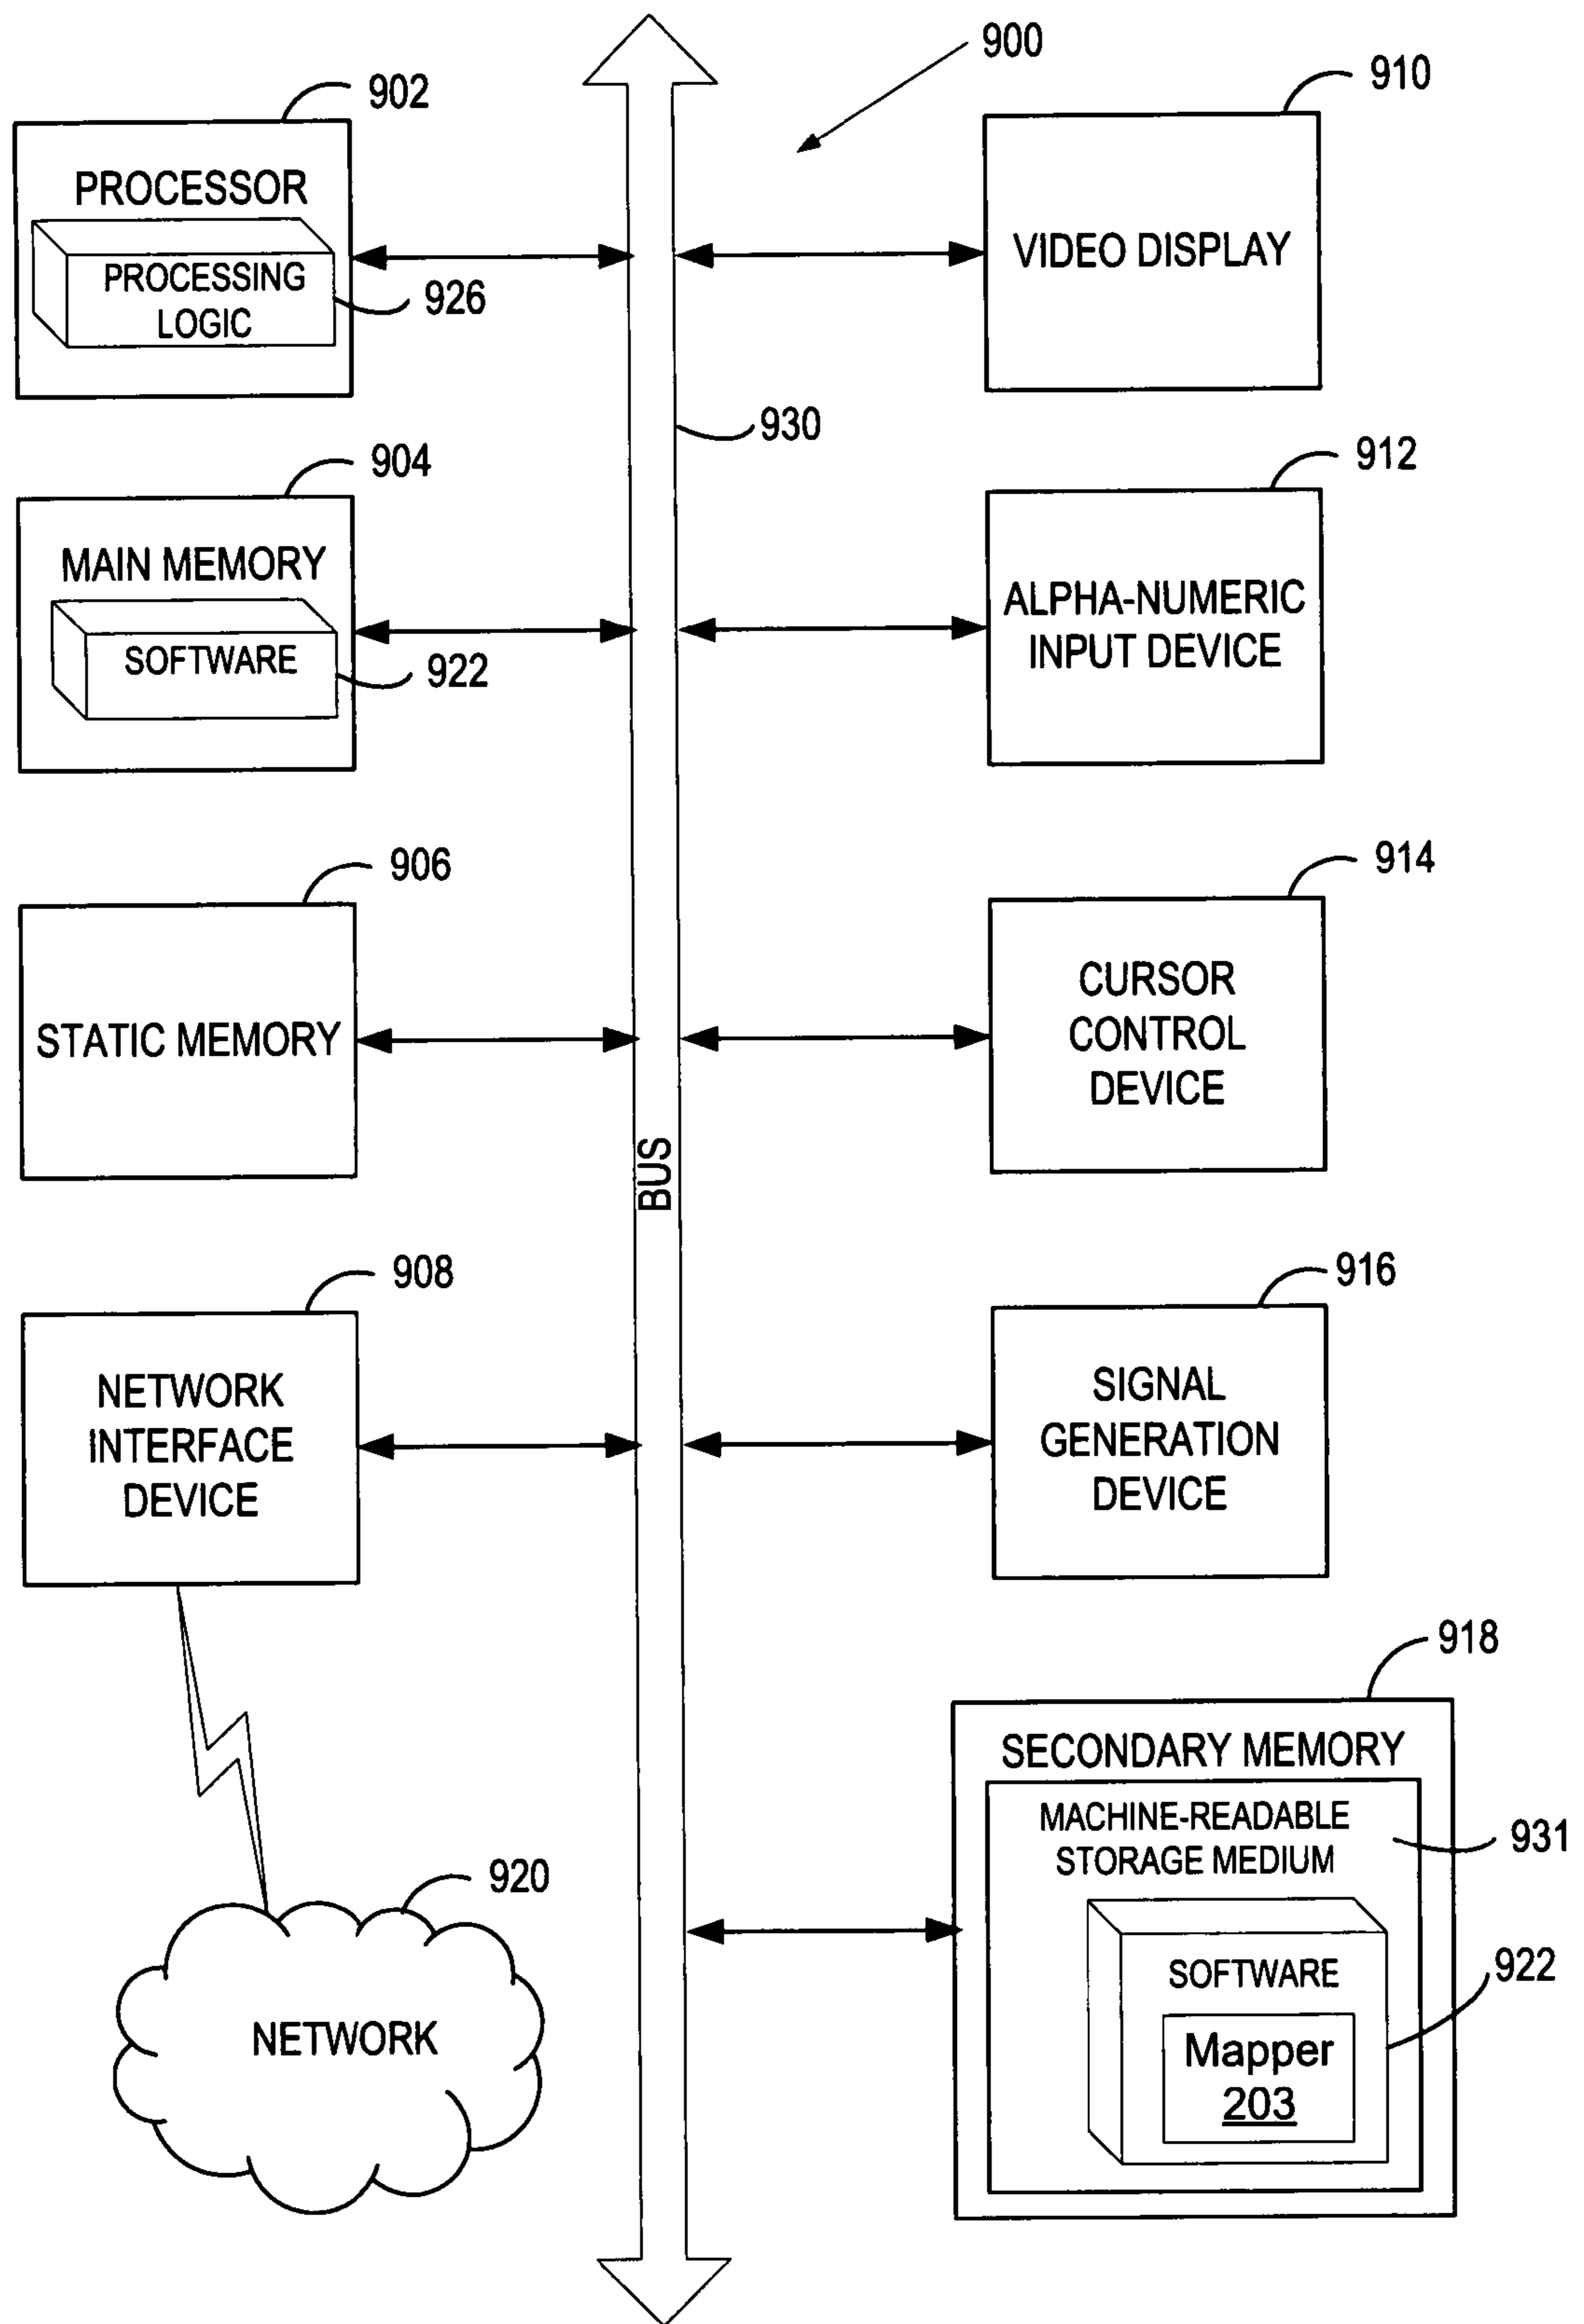 900
902
PROCESSOR
PROCESSING
LOGIC
926
910
VIDEO DISPLAY
930
904
MAIN MEMORY
SOFTWARE
922
912
ALPHA-NUMERIC
INPUT DEVICE
906
STATIC MEMORY
914
CURSOR
CONTROL
DEVICE
BUS
908
NETWORK
INTERFACE
DEVICE
916
SIGNAL
GENERATION
DEVICE
920
NETWORK
918
SECONDARY MEMORY
MACHINE-READABLE
STORAGE MEDIUM
931
SOFTWARE
922
Mapper
203